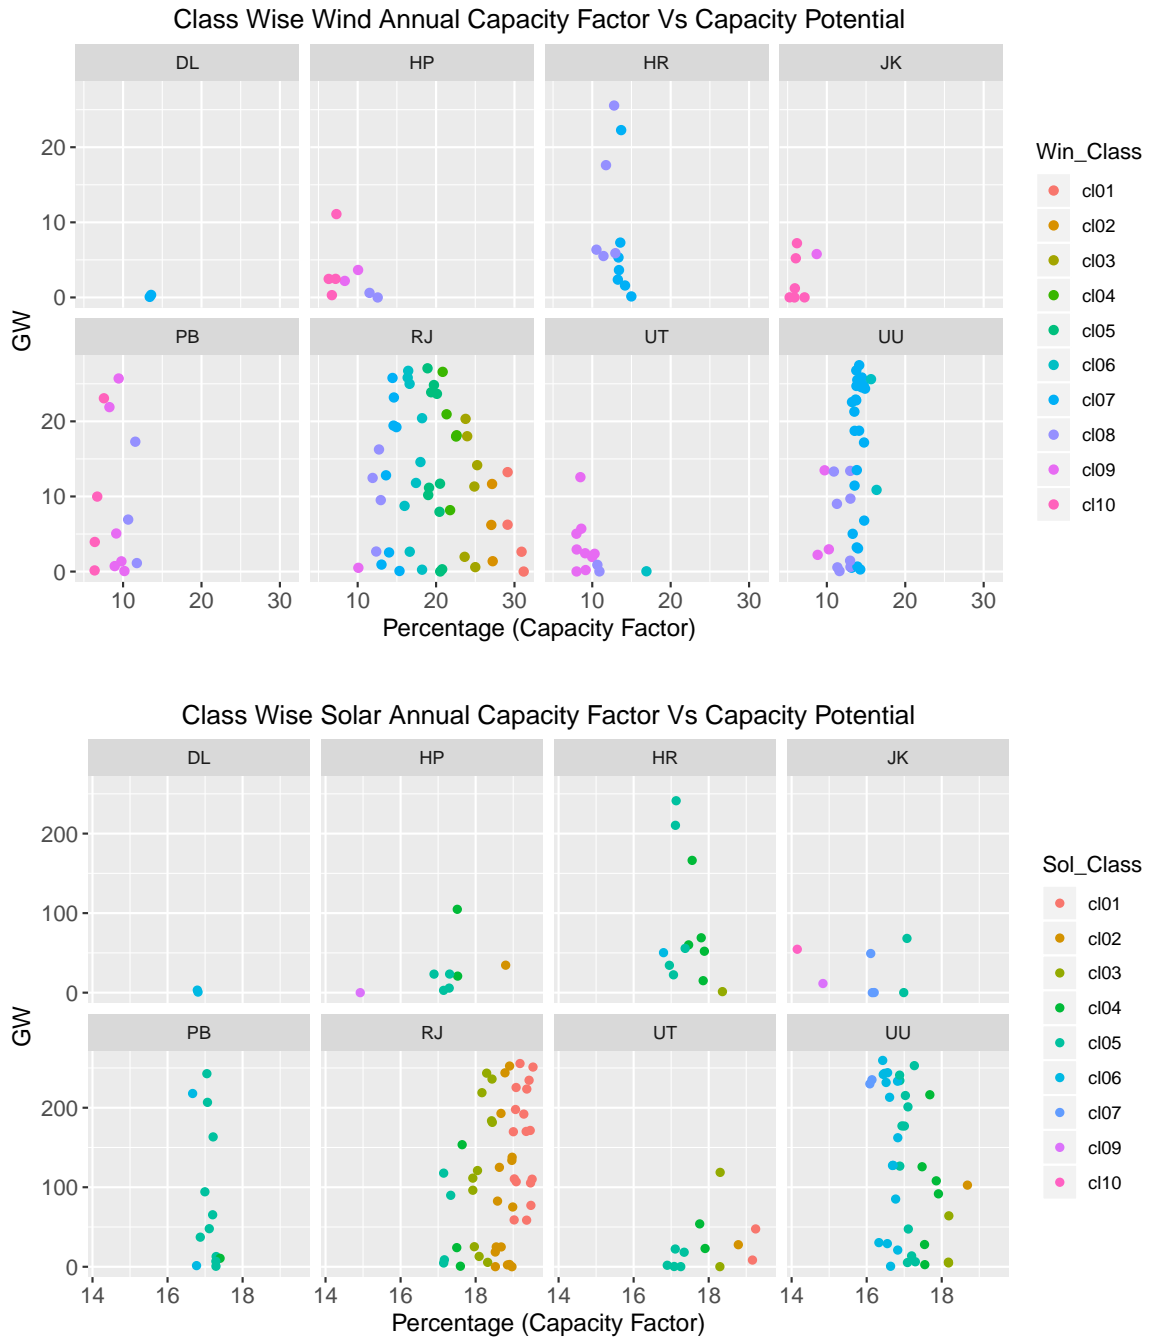 Class Wise Wind Annual Capacity Factor Vs Capacity Potential
DL HP HR JK
20
10
0
PB RJ UT UU
20
10
0
GW
10 20 30 10 20 30 10 20 30 10 20 30
Percentage (Capacity Factor)
Win_Class
cl01
cl02
cl03
cl04
cl05
cl06
cl07
cl08
cl09
cl10
Class Wise Solar Annual Capacity Factor Vs Capacity Potential
DL HP HR JK
200
100
0
PB RJ UT UU
200
100
0
GW
14 16 18 14 16 18 14 16 18 14 16 18
Percentage (Capacity Factor)
Sol_Class
cl01
cl02
cl03
cl04
cl05
cl06
cl07
cl09
cl10